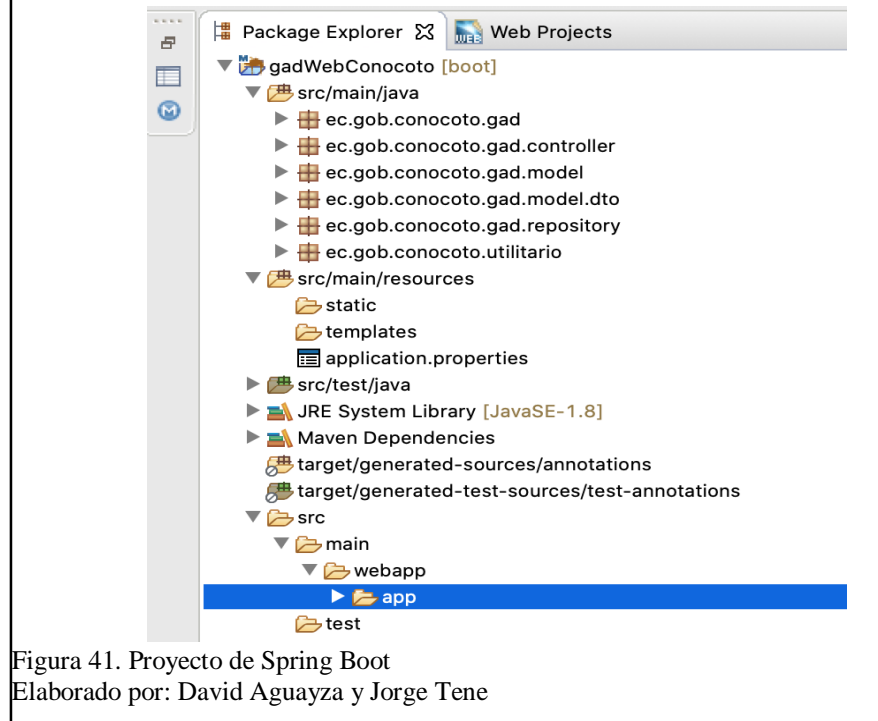 Package Explorer Web Projects
gadWebConocoto [boot]
src/main/java
ec.gob.conocoto.gad
ec.gob.conocoto.gad.controller
ec.gob.conocoto.gad.model
ec.gob.conocoto.gad.model.dto
ec.gob.conocoto.gad.repository
ec.gob.conocoto.utilitario
src/main/resources
static
templates
application.properties
src/test/java
JRE System Library [JavaSE-1.8]
Maven Dependencies
target/generated-sources/annotations
target/generated-test-sources/test-annotations
src
main
webapp
app
test
Figura 41. Proyecto de Spring Boot
Elaborado por: David Aguayza y Jorge Tene